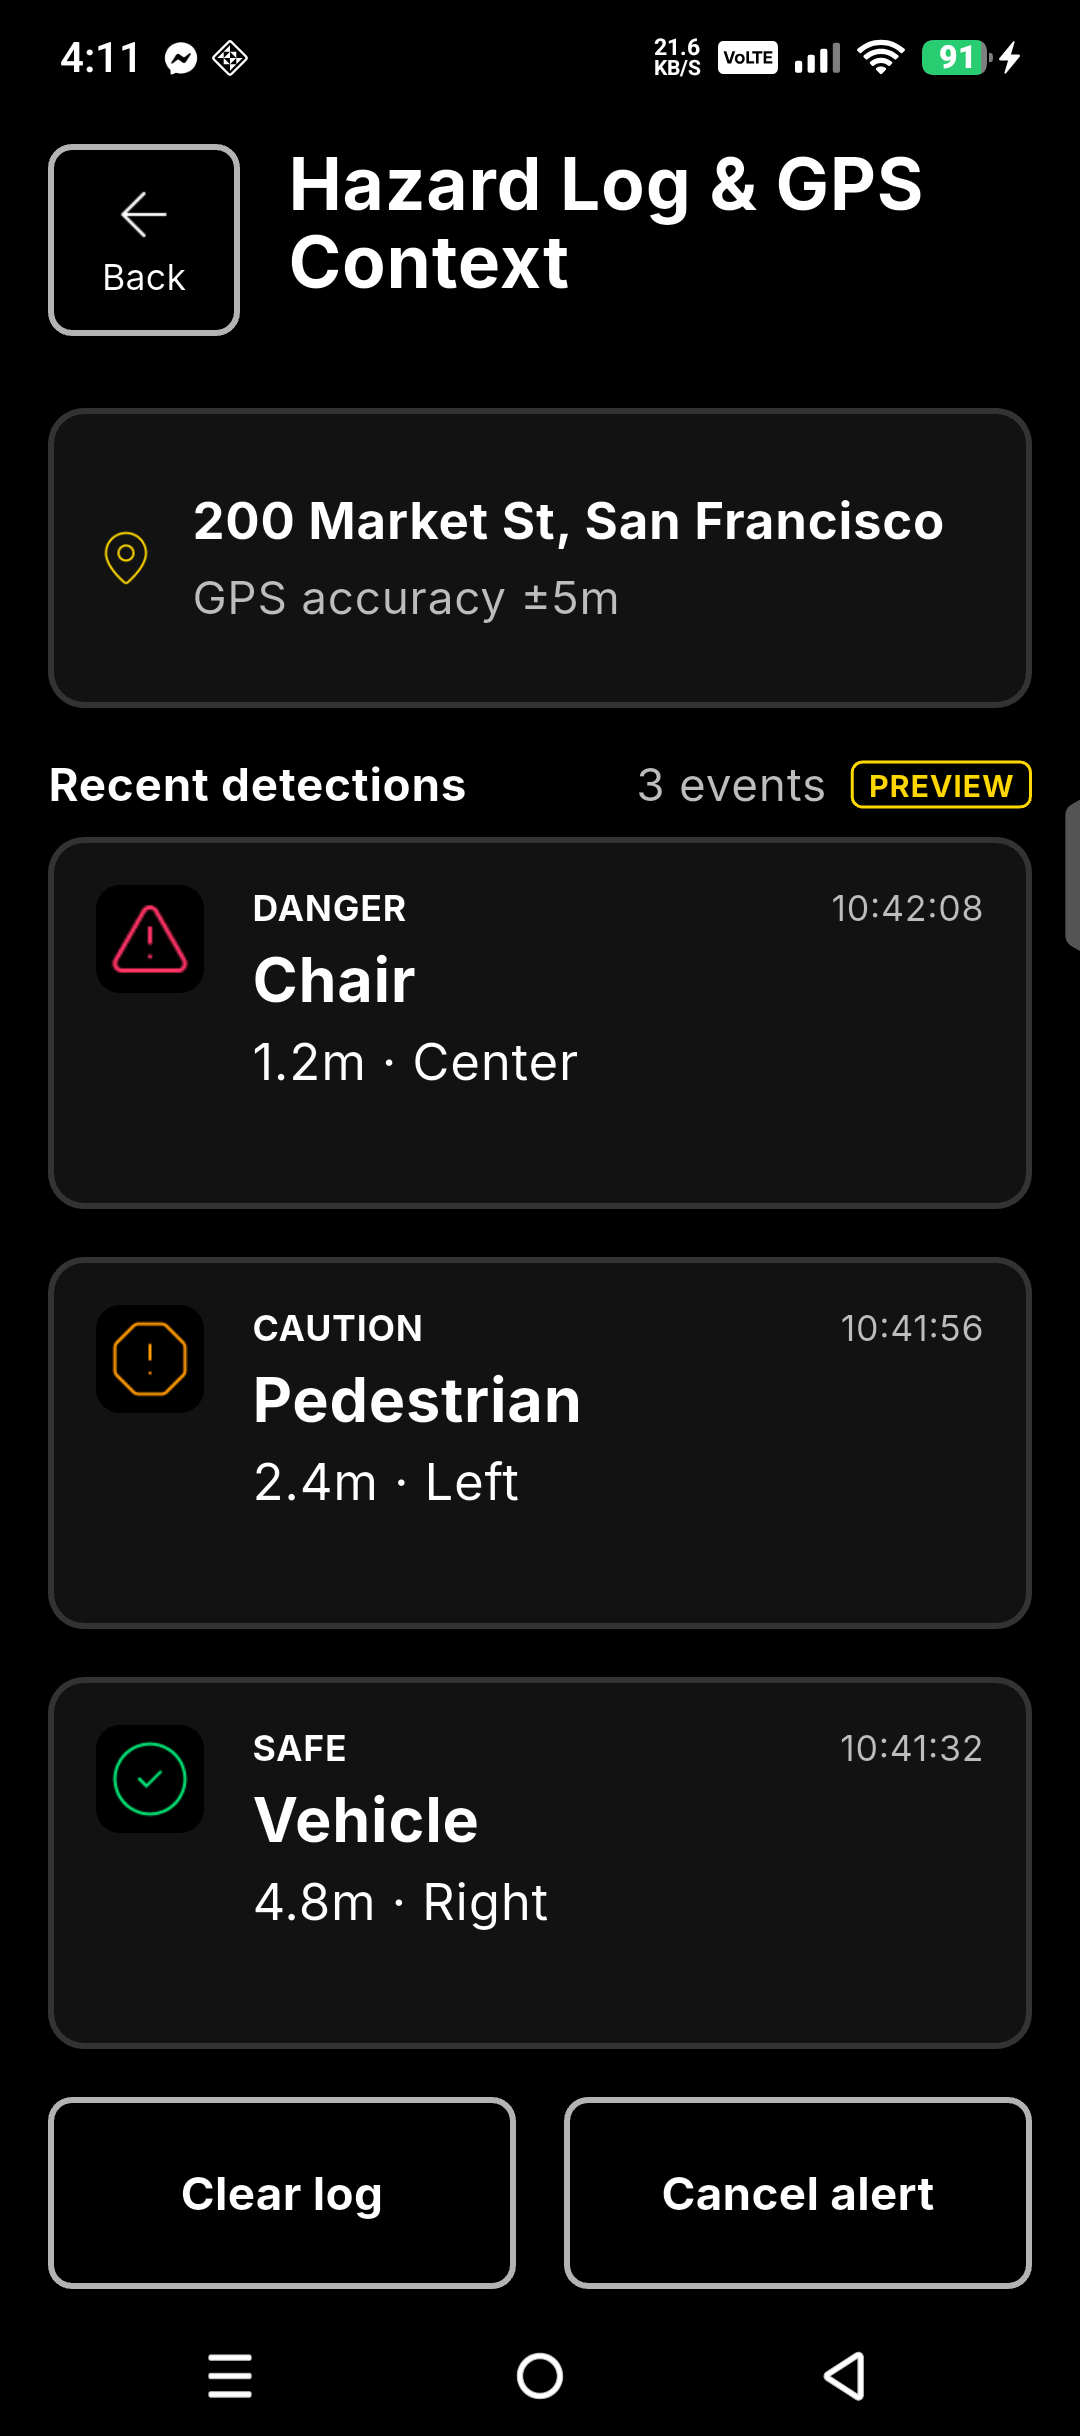 4:11
21.6
KB/S
VoLTE
91
Back
Hazard Log & GPS
Context
200 Market St, San Francisco
GPS accuracy ±5m
Recent detections
3 events
PREVIEW
DANGER
10:42:08
Chair
1.2m · Center
CAUTION
10:41:56
Pedestrian
2.4m · Left
SAFE
10:41:32
Vehicle
4.8m · Right
Clear log
Cancel alert